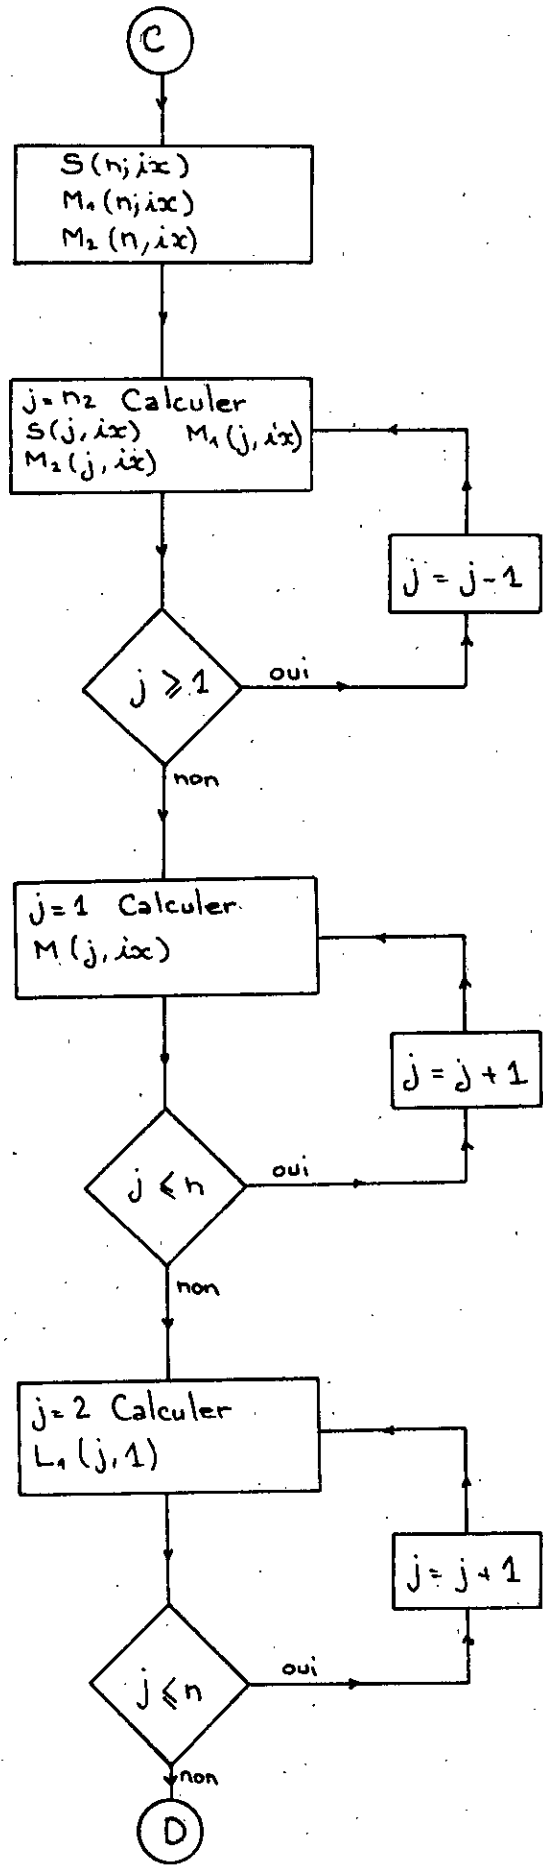 C
S(n,ix)
M₁(n,ix)
M₂(n,ix)
j=n₂ Calculer
S(j,ix) M₁(j,ix)
M₂(j,ix)
j=j-1
j⩾1
oui
non
j=1 Calculer
M(j,ix)
j=j+1
j⩽n
oui
non
j=2 Calculer
L₁(j,1)
j=j+1
j⩽n
oui
non
D